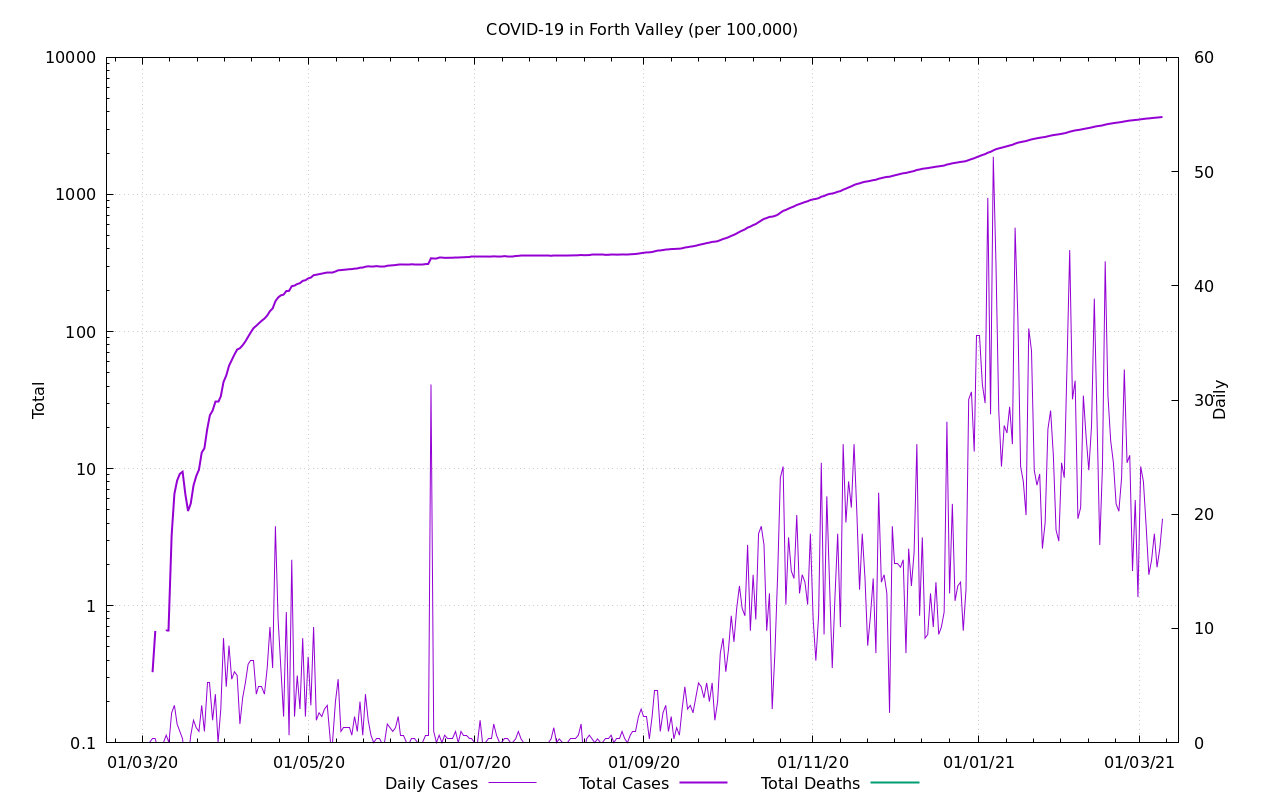 COVID-19 in Forth Valley (per 100,000)
10000
1000
100
10
1
0.1
Total
60
50
40
30
20
10
0
Daily
01/03/20 01/05/20 01/07/20 01/09/20 01/11/20 01/01/21 01/03/21
Daily Cases Total Cases Total Deaths